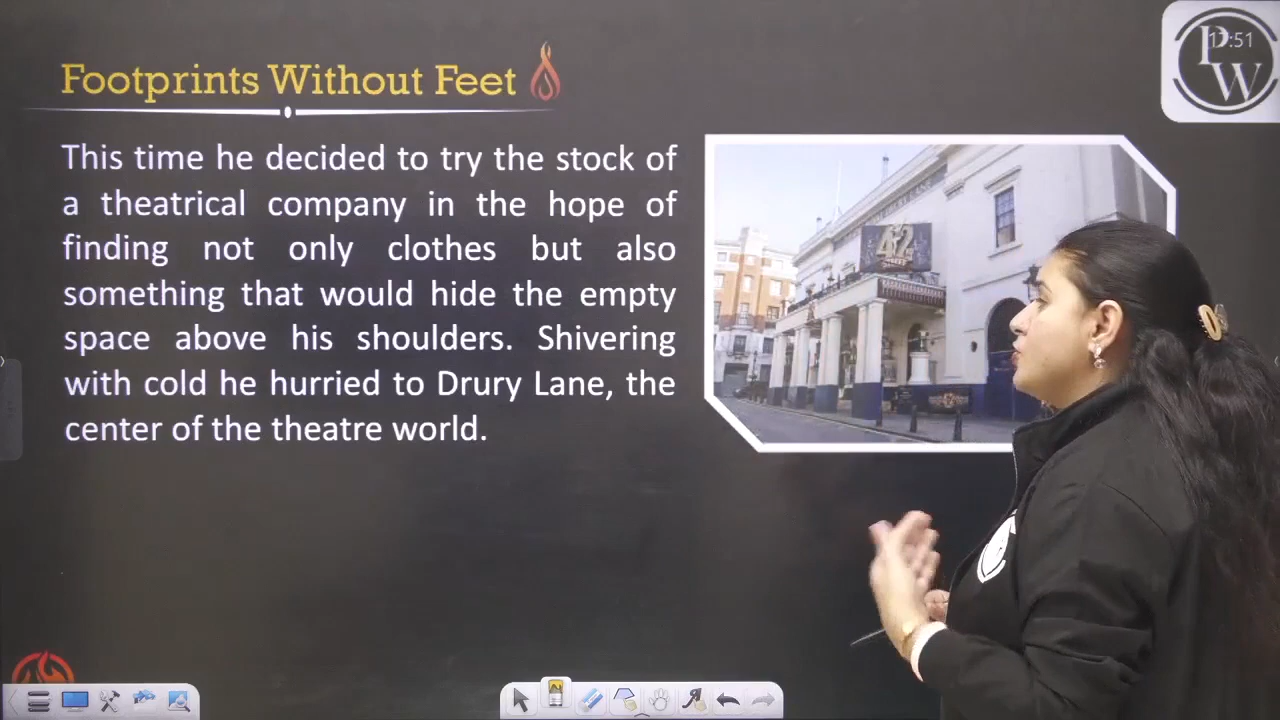 Footprints Without Feet
This time he decided to try the stock of
a theatrical company in the hope of
finding not only clothes but also
something that would hide the empty
space above his shoulders. Shivering
with cold he hurried to Drury Lane, the
center of the theatre world.
PW
42